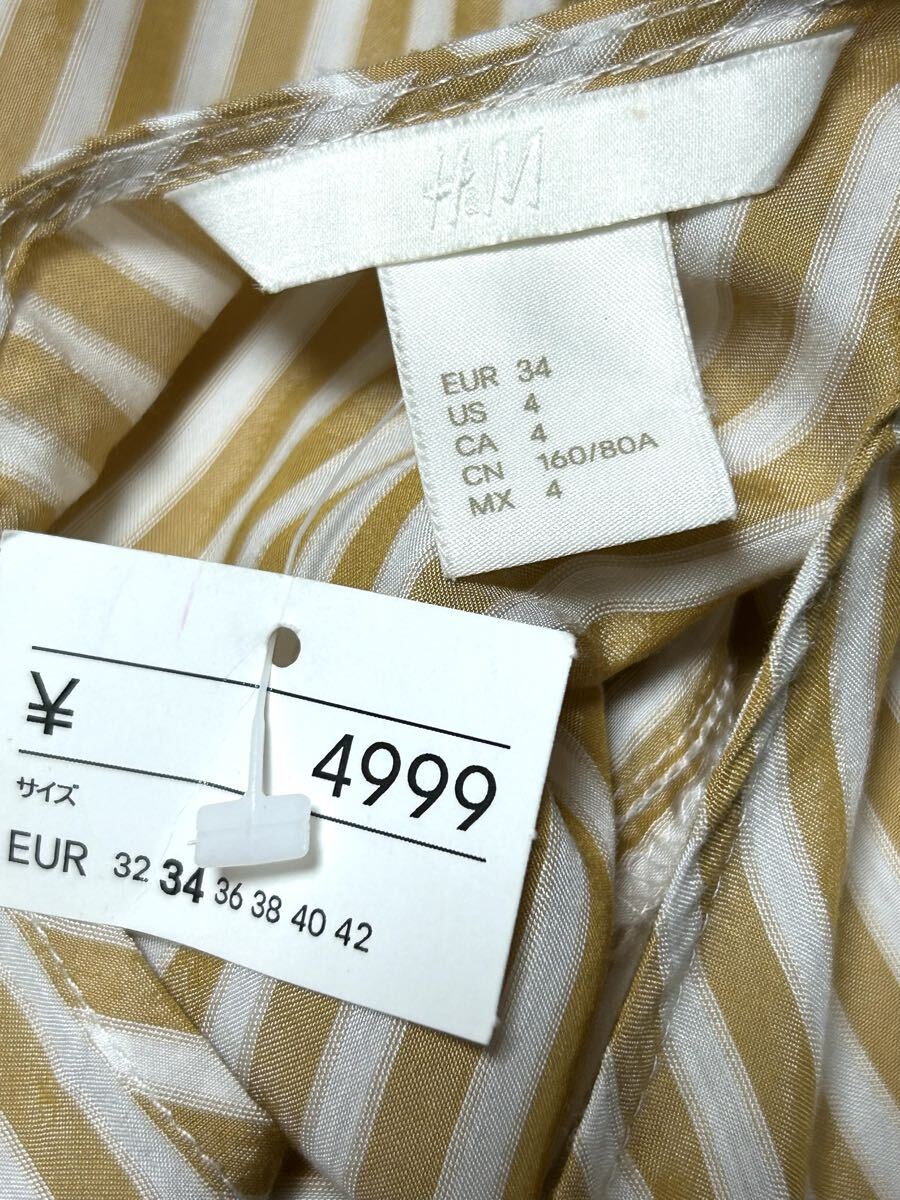 H&M
EUR 34
US 4
CA 4
CN 160/80A
MX 4
¥ 4999
サイズ
EUR 32 34 36 38 40 42